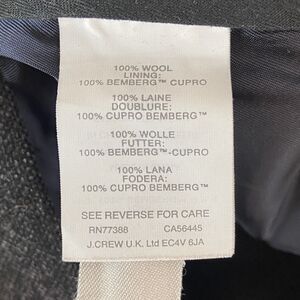 100% WOOL
LINING:
100% BEMBERG™ CUPRO
100% LAINE
DOUBLURE:
100% CUPRO BEMBERG™
100% WOLLE
FUTTER:
100% BEMBERG™-CUPRO
100% LANA
FODERA:
100% CUPRO BEMBERG™
SEE REVERSE FOR CARE
RN77388 CA56445
J.CREW U.K. Ltd EC4V 6JA